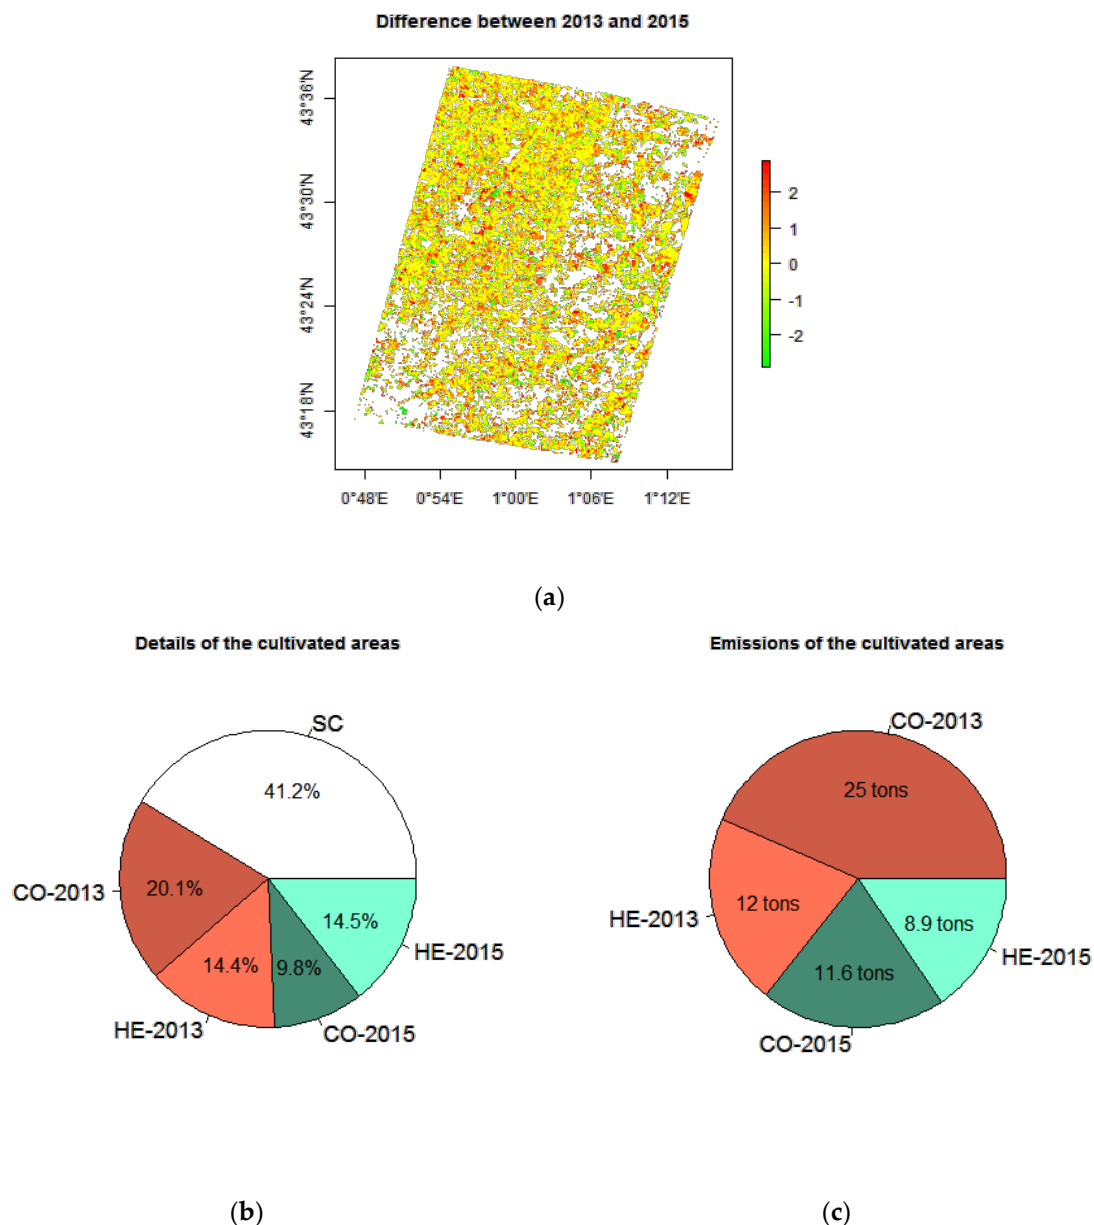 Difference between 2013 and 2015
43°36'N
43°30'N
43°24'N
43°18'N
2
1
0
-1
-2
0°48'E 0°54'E 1°00'E 1°06'E 1°12'E
(a)
Details of the cultivated areas
SC
41.2%
CO-2013
20.1%
14.5%
HE-2015
14.4%
9.8%
HE-2013
CO-2015
(b)
Emissions of the cultivated areas
CO-2013
25 tons
HE-2013
12 tons
8.9 tons
HE-2015
11.6 tons
CO-2015
(c)